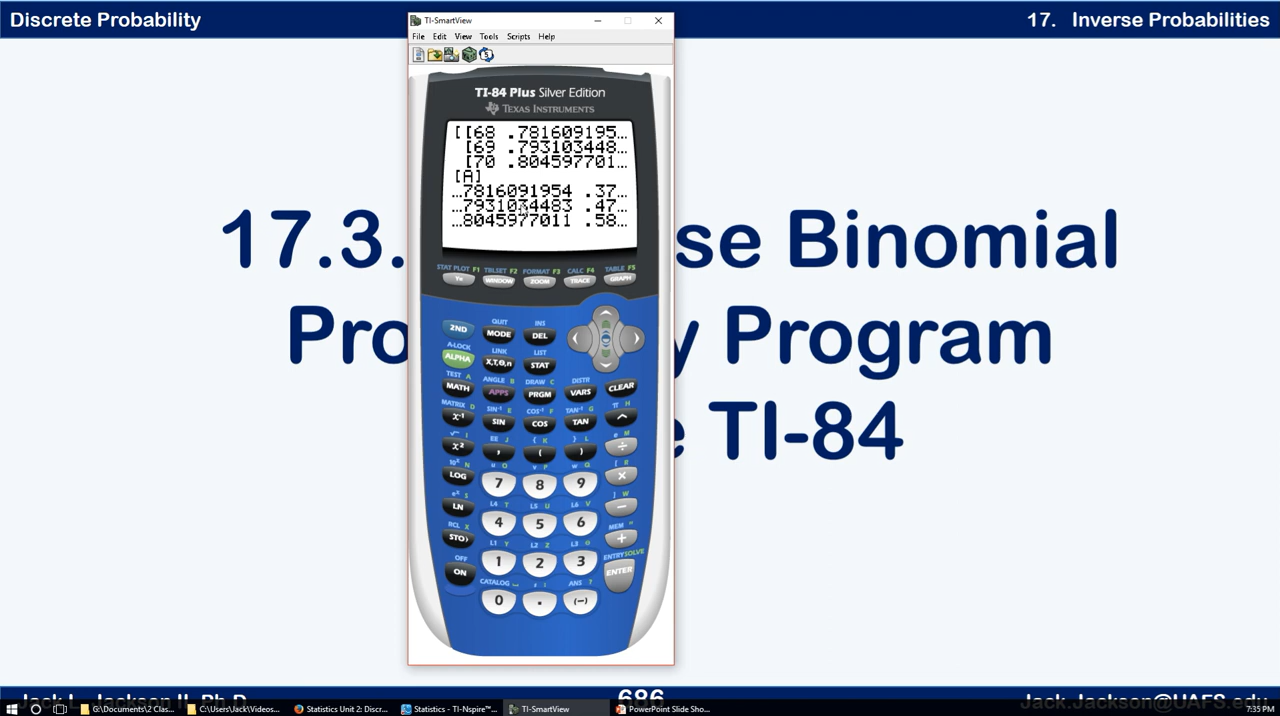 Discrete Probability
17. Inverse Probabilities
TI-SmartView
File Edit View Tools Scripts Help
TI-84 Plus Silver Edition
TEXAS INSTRUMENTS
[[68 .781609195…
[69 .793103448…
[70 .804597701…
[A]
…7816091954 .37…
…7931034483 .47…
…8045977011 .58…
17.3.
se Binomial
Pro
y Program
e TI-84
STAT PLOT F1 TBLSET F2 FORMAT F3 CALC F4 TABLE F5
Y= WINDOW ZOOM TRACE GRAPH
QUIT INS
2ND MODE DEL
A-LOCK LINK LIST
ALPHA X,T,θ,n STAT
TEST A ANGLE B DRAW C DISTR
MATH APPS PRGM VARS CLEAR
MATRIX D SIN⁻¹ E COS⁻¹ F TAN⁻¹ G π H
x⁻¹ SIN COS TAN ^
√ I EE J { K } L e M
x² , ( ) ÷
10ˣ N u O v P w Q [ R
LOG 7 8 9 ×
eˣ S L4 T L5 U L6 V ] W
LN 4 5 6 −
RCL X L1 Y L2 Z L3 θ MEM "
STO› 1 2 3 +
OFF CATALOG i : ANS ? ENTRY SOLVE
ON 0 . (−) ENTER
Jack L. Jackson II, Ph.D.
686
Jack.Jackson@UAFS.edu
G:\Documents\2 Clas... C:\Users\Jack\Videos... Statistics Unit 2: Discr... Statistics - TI-Nspire™... TI-SmartView PowerPoint Slide Sho... 7:35 PM